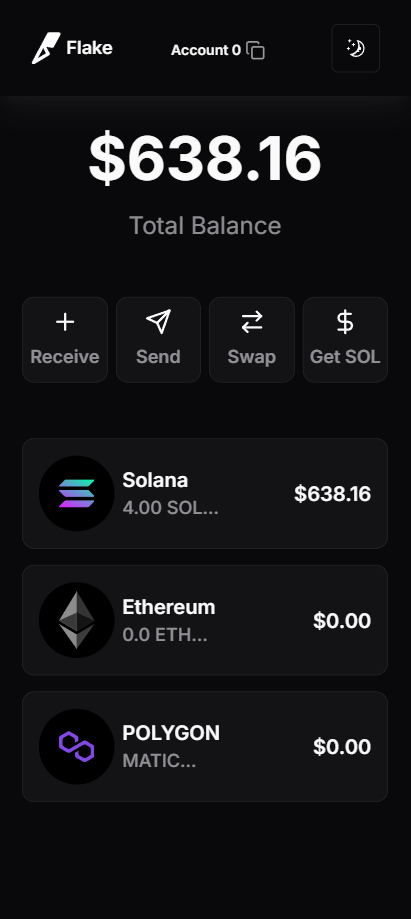 Flake
Account 0
$638.16
Total Balance
Receive
Send
Swap
Get SOL
Solana
4.00 SOL...
$638.16
Ethereum
0.0 ETH...
$0.00
POLYGON
MATIC...
$0.00